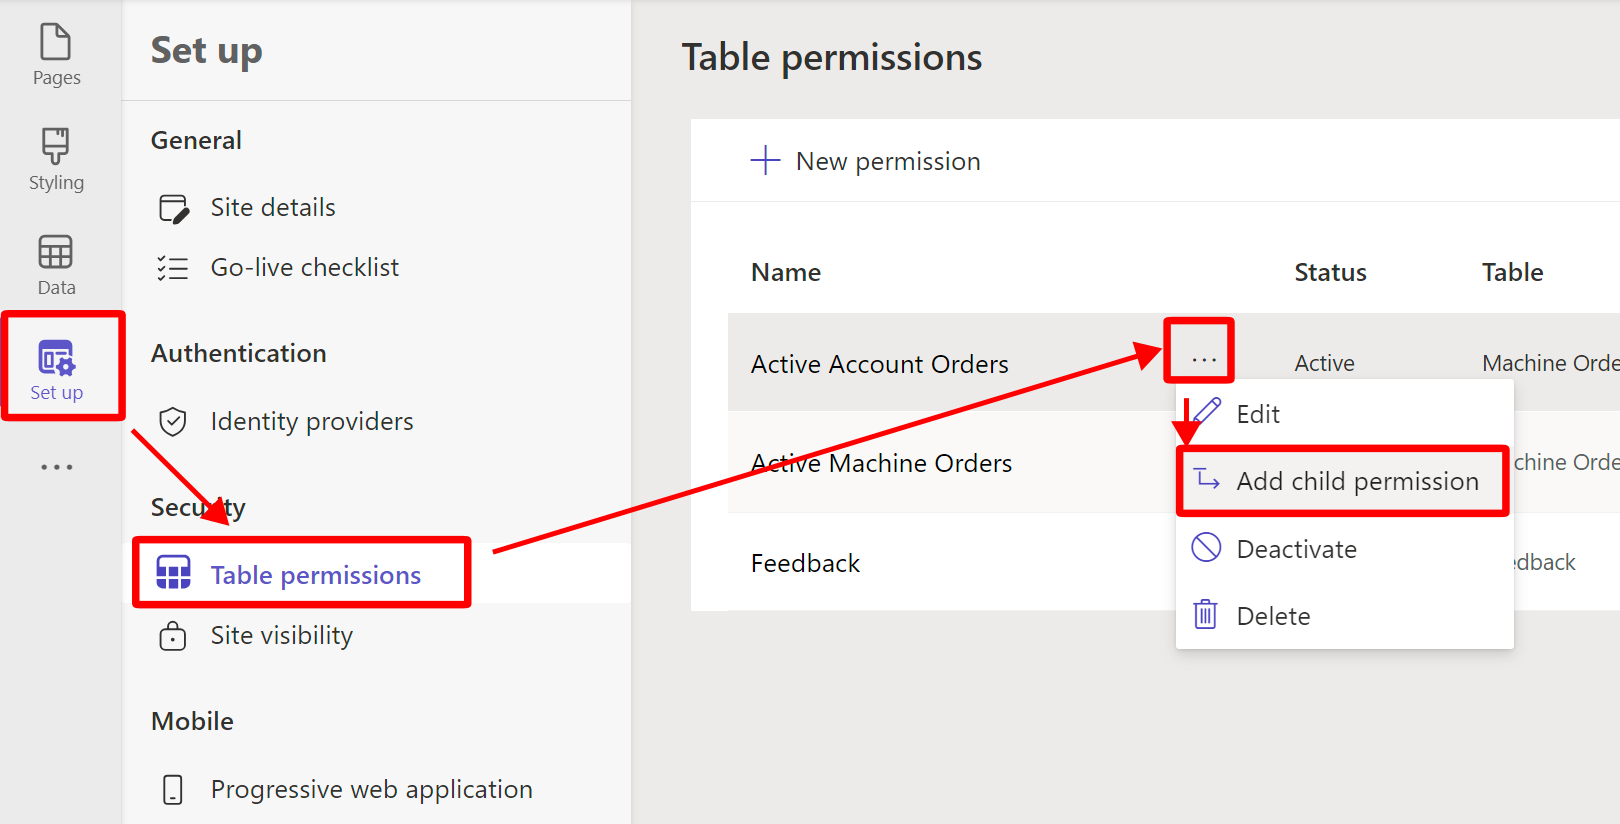 Pages
Styling
Data
Set up
Set up
General
Site details
Go-live checklist
Authentication
Identity providers
Security
Table permissions
Site visibility
Mobile
Progressive web application
Table permissions
New permission
Name Status Table
Active Account Orders ... Active Machine Orde
Active Machine Orders chine Orde
Feedback edback
Edit
Add child permission
Deactivate
Delete